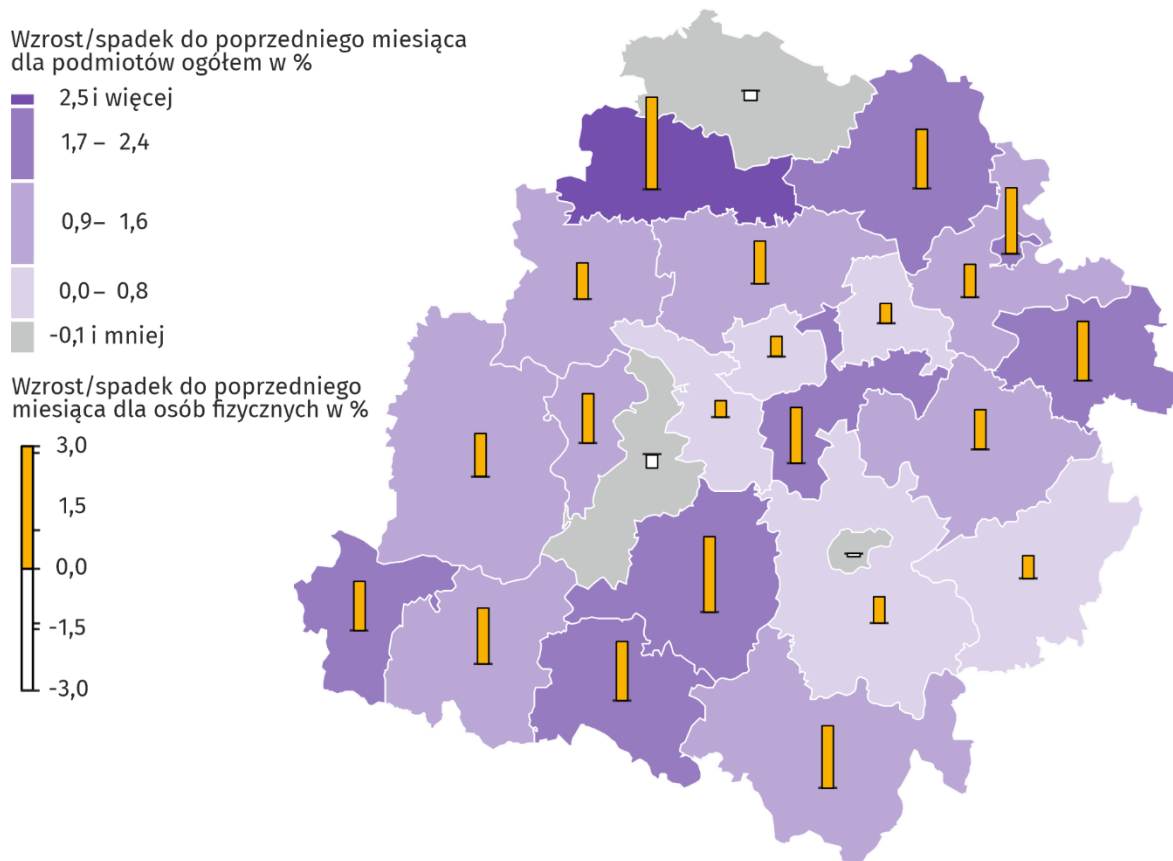 Wzrost/spadek do poprzedniego miesiąca
dla podmiotów ogółem w %
2,5 i więcej
1,7 – 2,4
0,9 – 1,6
0,0 – 0,8
-0,1 i mniej
Wzrost/spadek do poprzedniego
miesiąca dla osób fizycznych w %
3,0
1,5
0,0
-1,5
-3,0